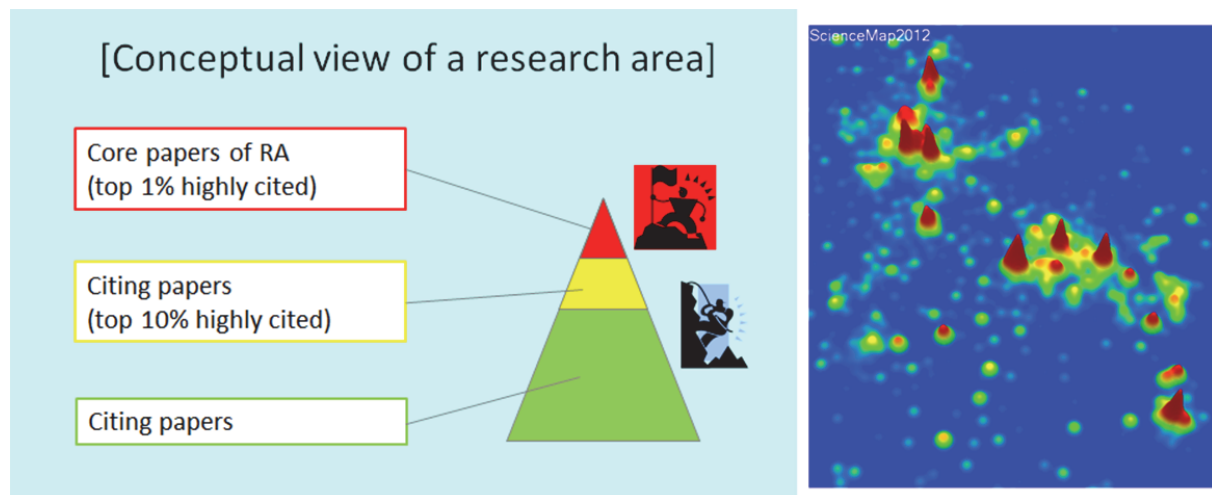 [Conceptual view of a research area]
Core papers of RA
(top 1% highly cited)
Citing papers
(top 10% highly cited)
Citing papers
ScienceMap2012